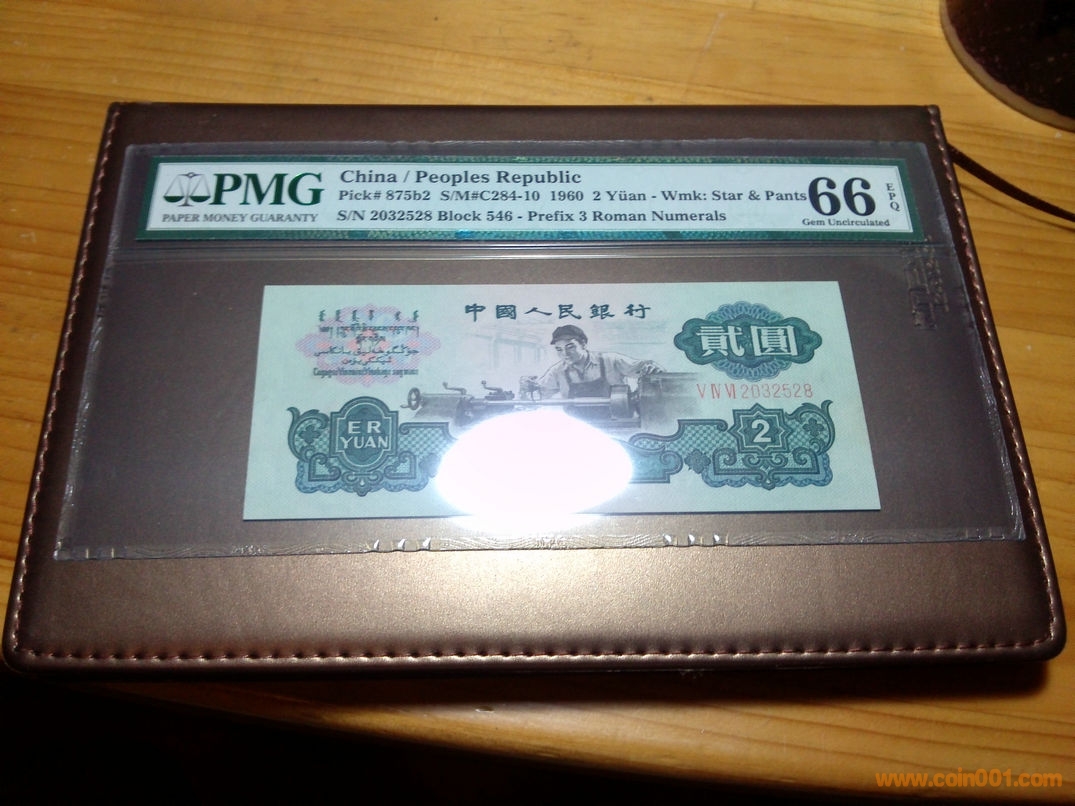 PMG
PAPER MONEY GUARANTY
China / Peoples Republic
Pick# 875b2 S/M#C284-10 1960 2 Yüan - Wmk: Star & Pants
S/N 2032528 Block 546 - Prefix 3 Roman Numerals
66
EPQ
Gem Uncirculated
中國人民銀行
貳圓
V IV VI 2032528
ER
YUAN
2
www.coin001.com